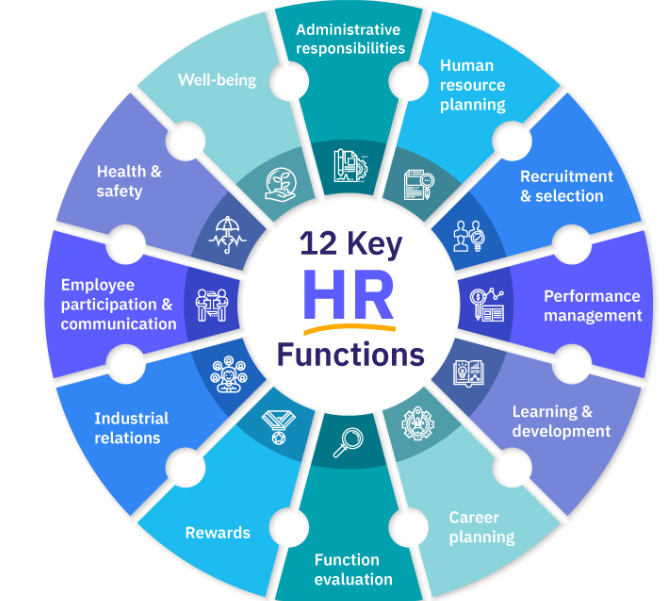 12 Key
HR
Functions
Administrative
responsibilities
Human
resource
planning
Recruitment
& selection
Performance
management
Learning &
development
Career
planning
Function
evaluation
Rewards
Industrial
relations
Employee
participation &
communication
Health &
safety
Well-being